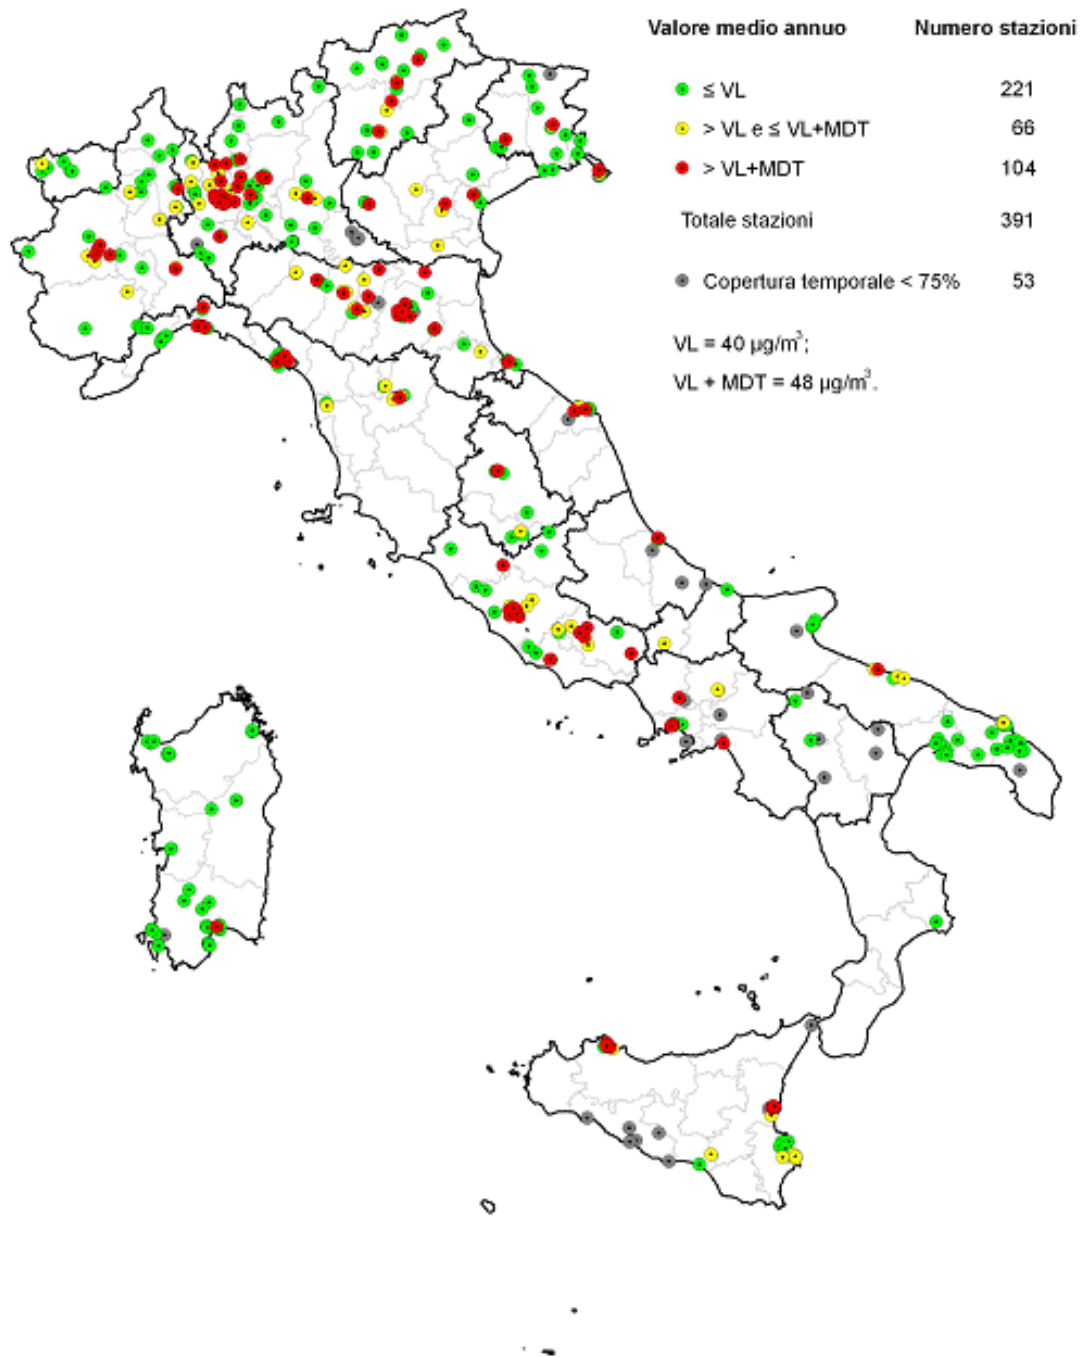 Valore medio annuo Numero stazioni
≤ VL 221
> VL e ≤ VL+MDT 66
> VL+MDT 104
Totale stazioni 391
Copertura temporale < 75% 53
VL = 40 µg/m³;
VL + MDT = 48 µg/m³.